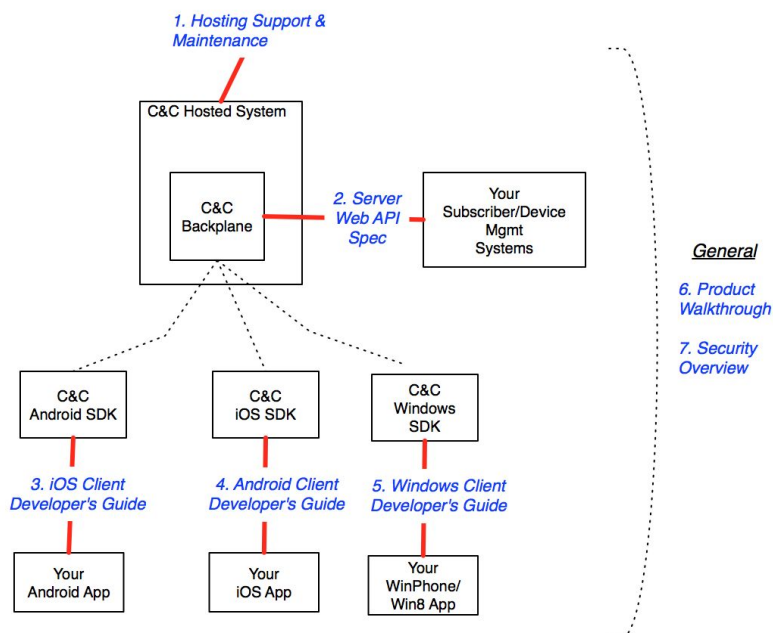 1. Hosting Support &
Maintenance
C&C Hosted System
C&C
Backplane
2. Server
Web API
Spec
Your
Subscriber/Device
Mgmt
Systems
General
6. Product
Walkthrough
7. Security
Overview
C&C
Android SDK
C&C
iOS SDK
C&C
Windows
SDK
3. iOS Client
Developer's Guide
4. Android Client
Developer's Guide
5. Windows Client
Developer's Guide
Your
Android App
Your
iOS App
Your
WinPhone/
Win8 App